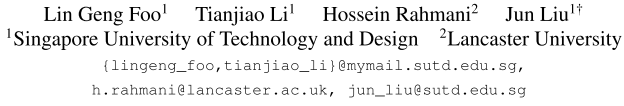 Lin Geng Foo¹ Tianjiao Li¹ Hossein Rahmani² Jun Liu¹†
¹Singapore University of Technology and Design ²Lancaster University
{lingeng_foo,tianjiao_li}@mymail.sutd.edu.sg,
h.rahmani@lancaster.ac.uk, jun_liu@sutd.edu.sg